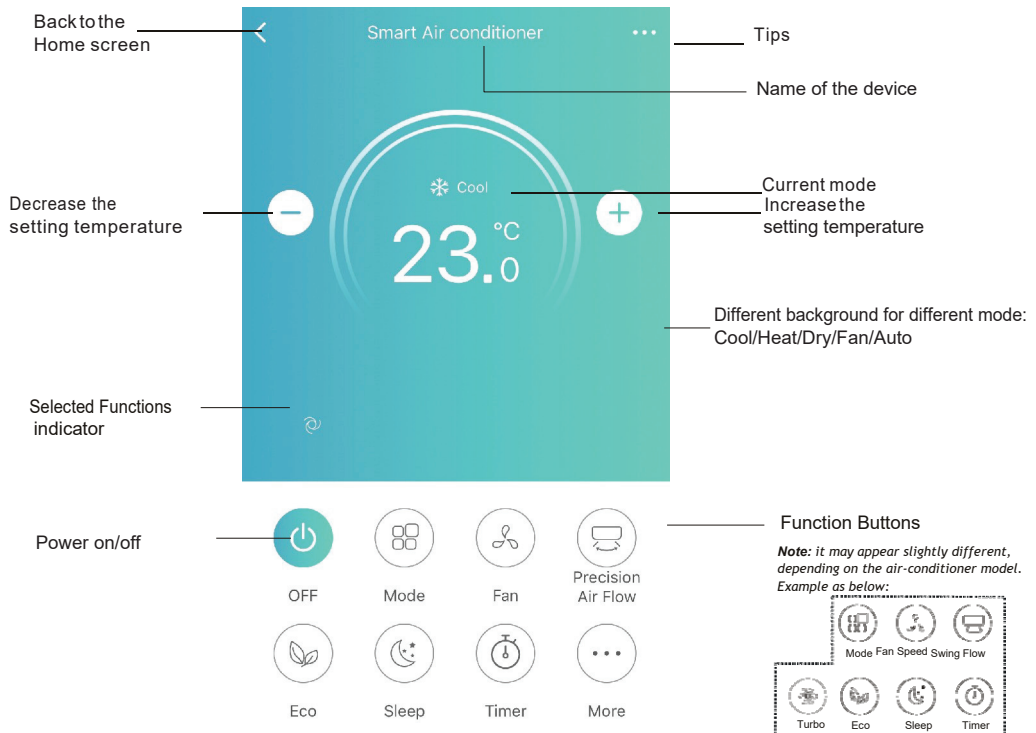 Back to the
Home screen
Smart Air conditioner
Tips
Name of the device
Cool
Current mode
Decrease the
setting temperature
Increase the
setting temperature
23.0 °C
Different background for different mode:
Cool/Heat/Dry/Fan/Auto
Selected Functions
indicator
Power on/off
Function Buttons
Note: it may appear slightly different,
depending on the air-conditioner model.
Example as below:
OFF
Mode
Fan
Precision
Air Flow
Mode Fan Speed Swing Flow
Eco
Sleep
Timer
More
Turbo
Eco
Sleep
Timer